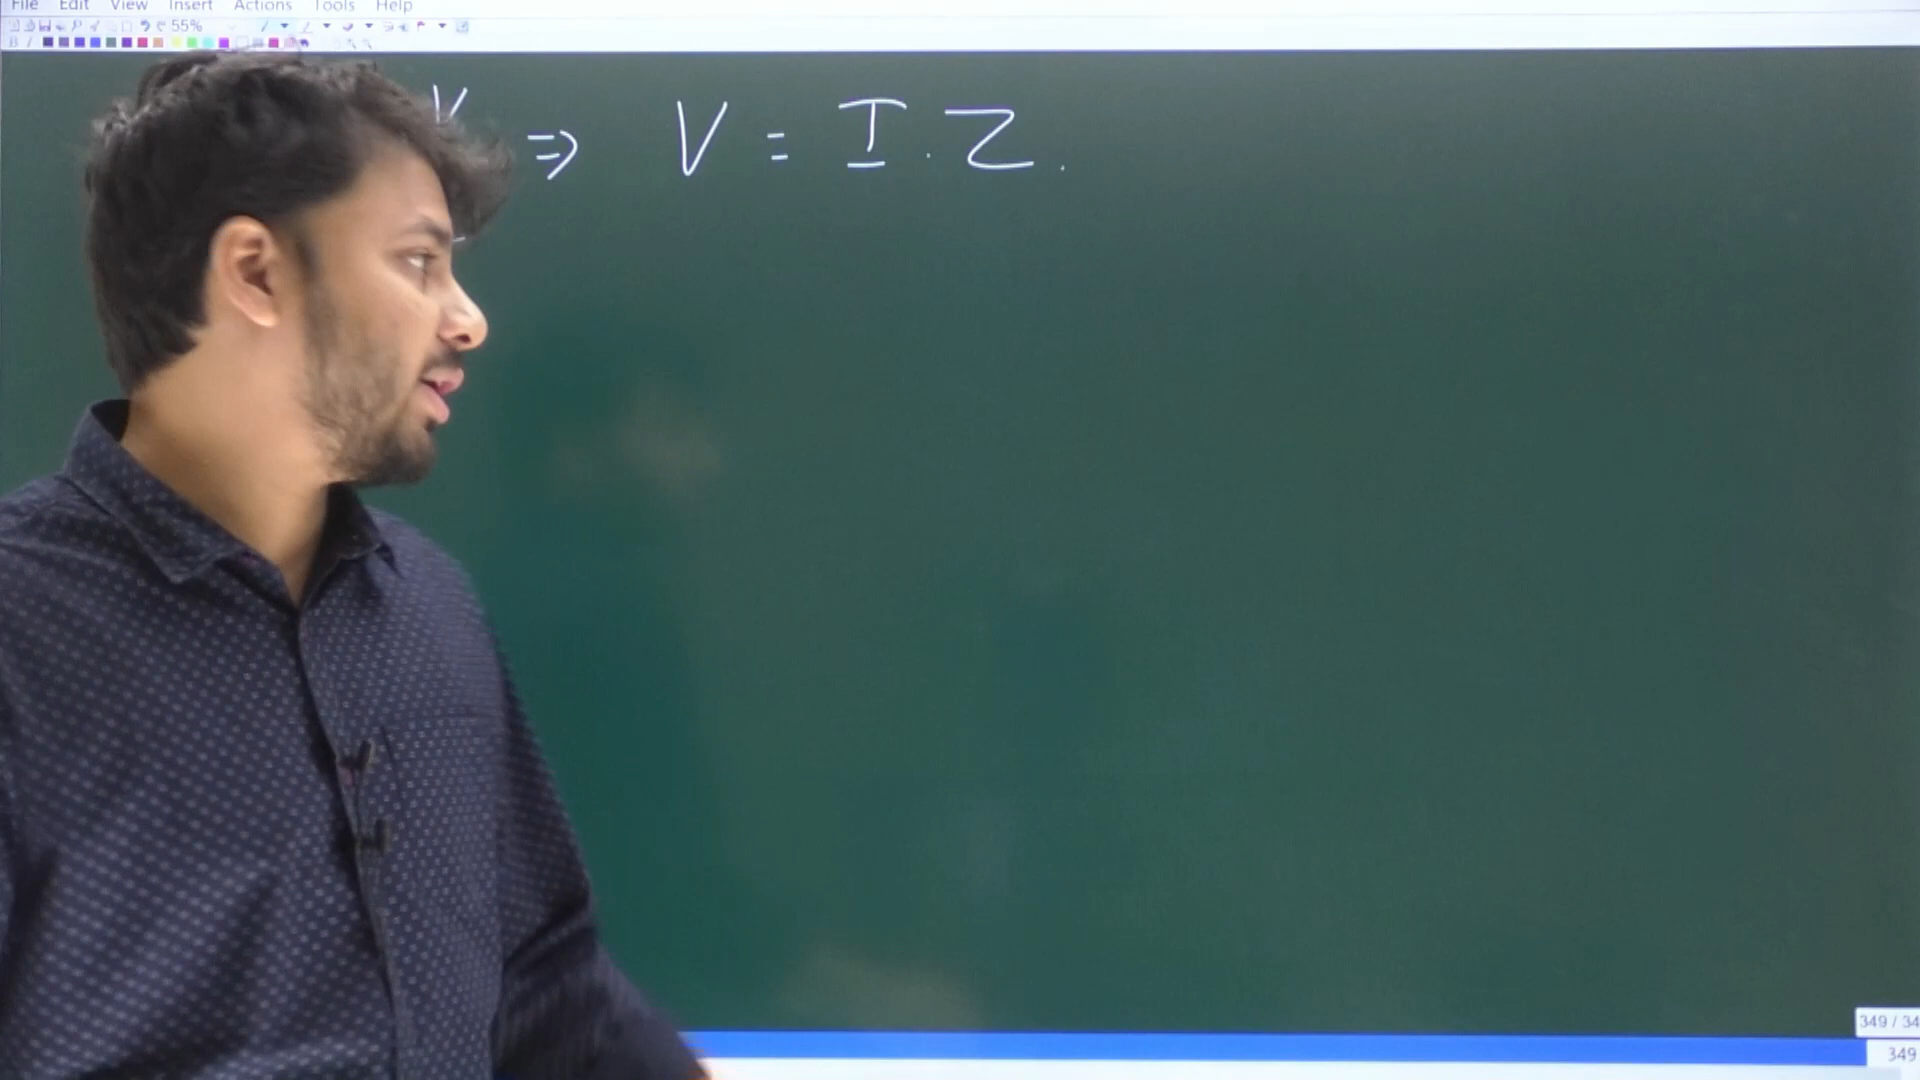 File Edit View Insert Actions Tools Help
55%
V ⇒ V = I . Z .
349 / 34
349